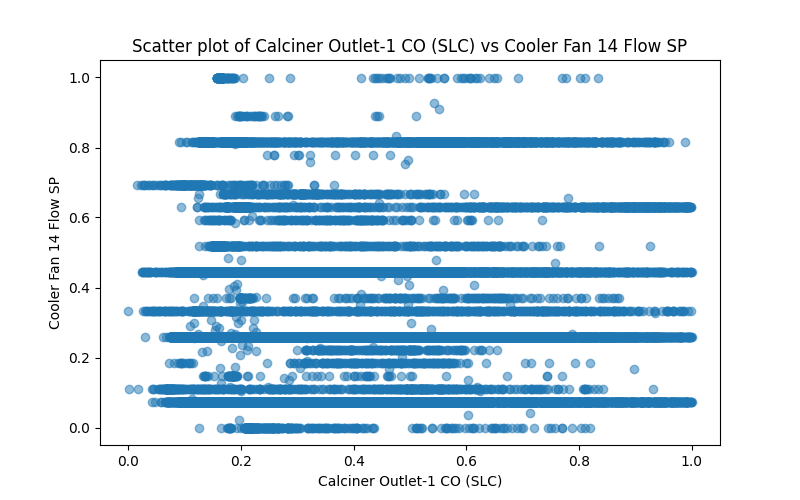 Scatter plot of Calciner Outlet-1 CO (SLC) vs Cooler Fan 14 Flow SP
1.0
0.8
0.6
0.4
0.2
0.0
Cooler Fan 14 Flow SP
0.0 0.2 0.4 0.6 0.8 1.0
Calciner Outlet-1 CO (SLC)